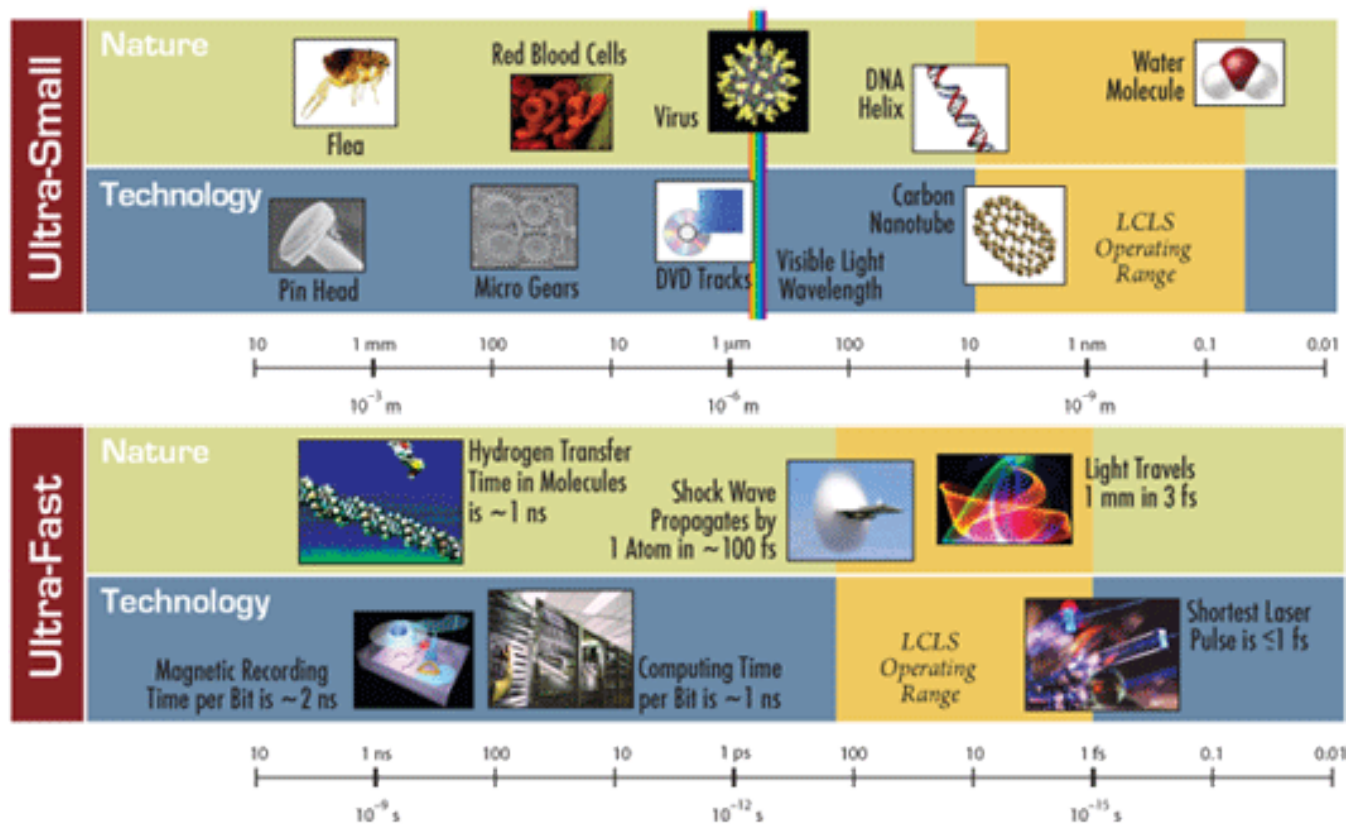 Ultra-Small
Nature
Flea
Red Blood Cells
Virus
DNA
Helix
Water
Molecule
Technology
Pin Head
Micro Gears
DVD Tracks
Visible Light
Wavelength
Carbon
Nanotube
LCLS
Operating
Range
10 1 mm 100 10 1 μm 100 10 1 nm 0.1 0.01
10⁻³ m 10⁻⁶ m 10⁻⁹ m
Ultra-Fast
Nature
Hydrogen Transfer
Time in Molecules
is ~1 ns
Shock Wave
Propagates by
1 Atom in ~100 fs
Light Travels
1 mm in 3 fs
Technology
Magnetic Recording
Time per Bit is ~2 ns
Computing Time
per Bit is ~1 ns
LCLS
Operating
Range
Shortest Laser
Pulse is ≤1 fs
10 1 ns 100 10 1 ps 100 10 1 fs 0.1 0.01
10⁻⁹ s 10⁻¹² s 10⁻¹⁵ s